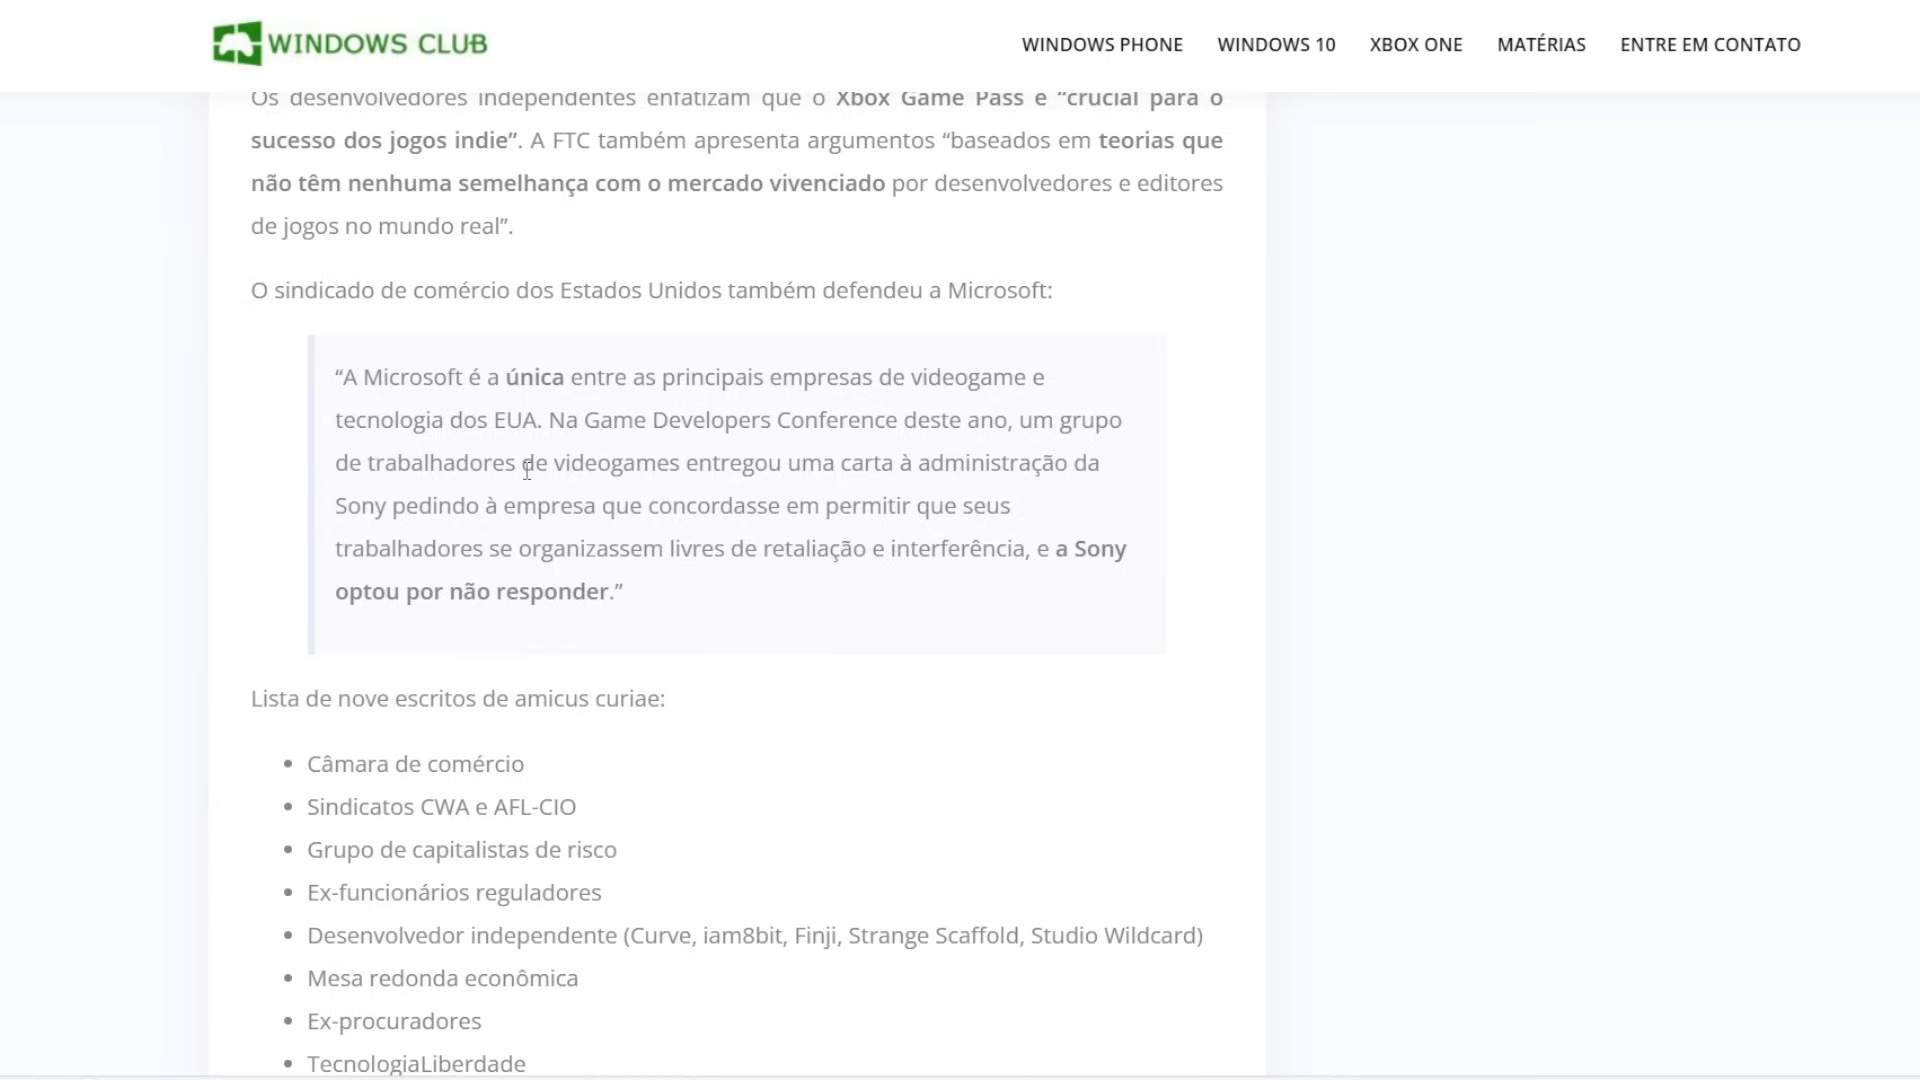 WINDOWS CLUB
WINDOWS PHONE WINDOWS 10 XBOX ONE MATÉRIAS ENTRE EM CONTATO
Os desenvolvedores independentes enfatizam que o Xbox Game Pass é “crucial para o
sucesso dos jogos indie”. A FTC também apresenta argumentos “baseados em teorias que
não têm nenhuma semelhança com o mercado vivenciado por desenvolvedores e editores
de jogos no mundo real”.
O sindicado de comércio dos Estados Unidos também defendeu a Microsoft:
“A Microsoft é a única entre as principais empresas de videogame e
tecnologia dos EUA. Na Game Developers Conference deste ano, um grupo
de trabalhadores de videogames entregou uma carta à administração da
Sony pedindo à empresa que concordasse em permitir que seus
trabalhadores se organizassem livres de retaliação e interferência, e a Sony
optou por não responder.”
Lista de nove escritos de amicus curiae:
• Câmara de comércio
• Sindicatos CWA e AFL-CIO
• Grupo de capitalistas de risco
• Ex-funcionários reguladores
• Desenvolvedor independente (Curve, iam8bit, Finji, Strange Scaffold, Studio Wildcard)
• Mesa redonda econômica
• Ex-procuradores
• TecnologiaLiberdade